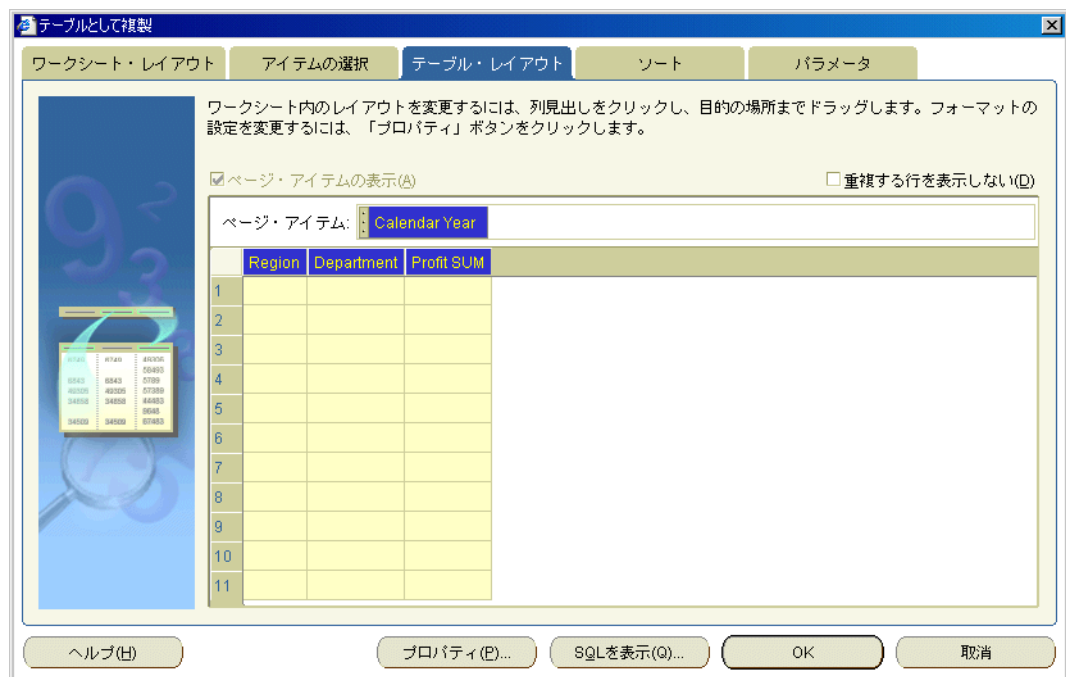 テーブルとして複製
ワークシート・レイアウト アイテムの選択 テーブル・レイアウト ソート パラメータ
ワークシート内のレイアウトを変更するには、列見出しをクリックし、目的の場所までドラッグします。フォーマットの
設定を変更するには、「プロパティ」ボタンをクリックします。
ページ・アイテムの表示(A) 重複する行を表示しない(D)
ページ・アイテム: Calendar Year
Region Department Profit SUM
1
2
3
4
5
6
7
8
9
10
11
ヘルプ(H) プロパティ(P)... SQLを表示(Q)... OK 取消